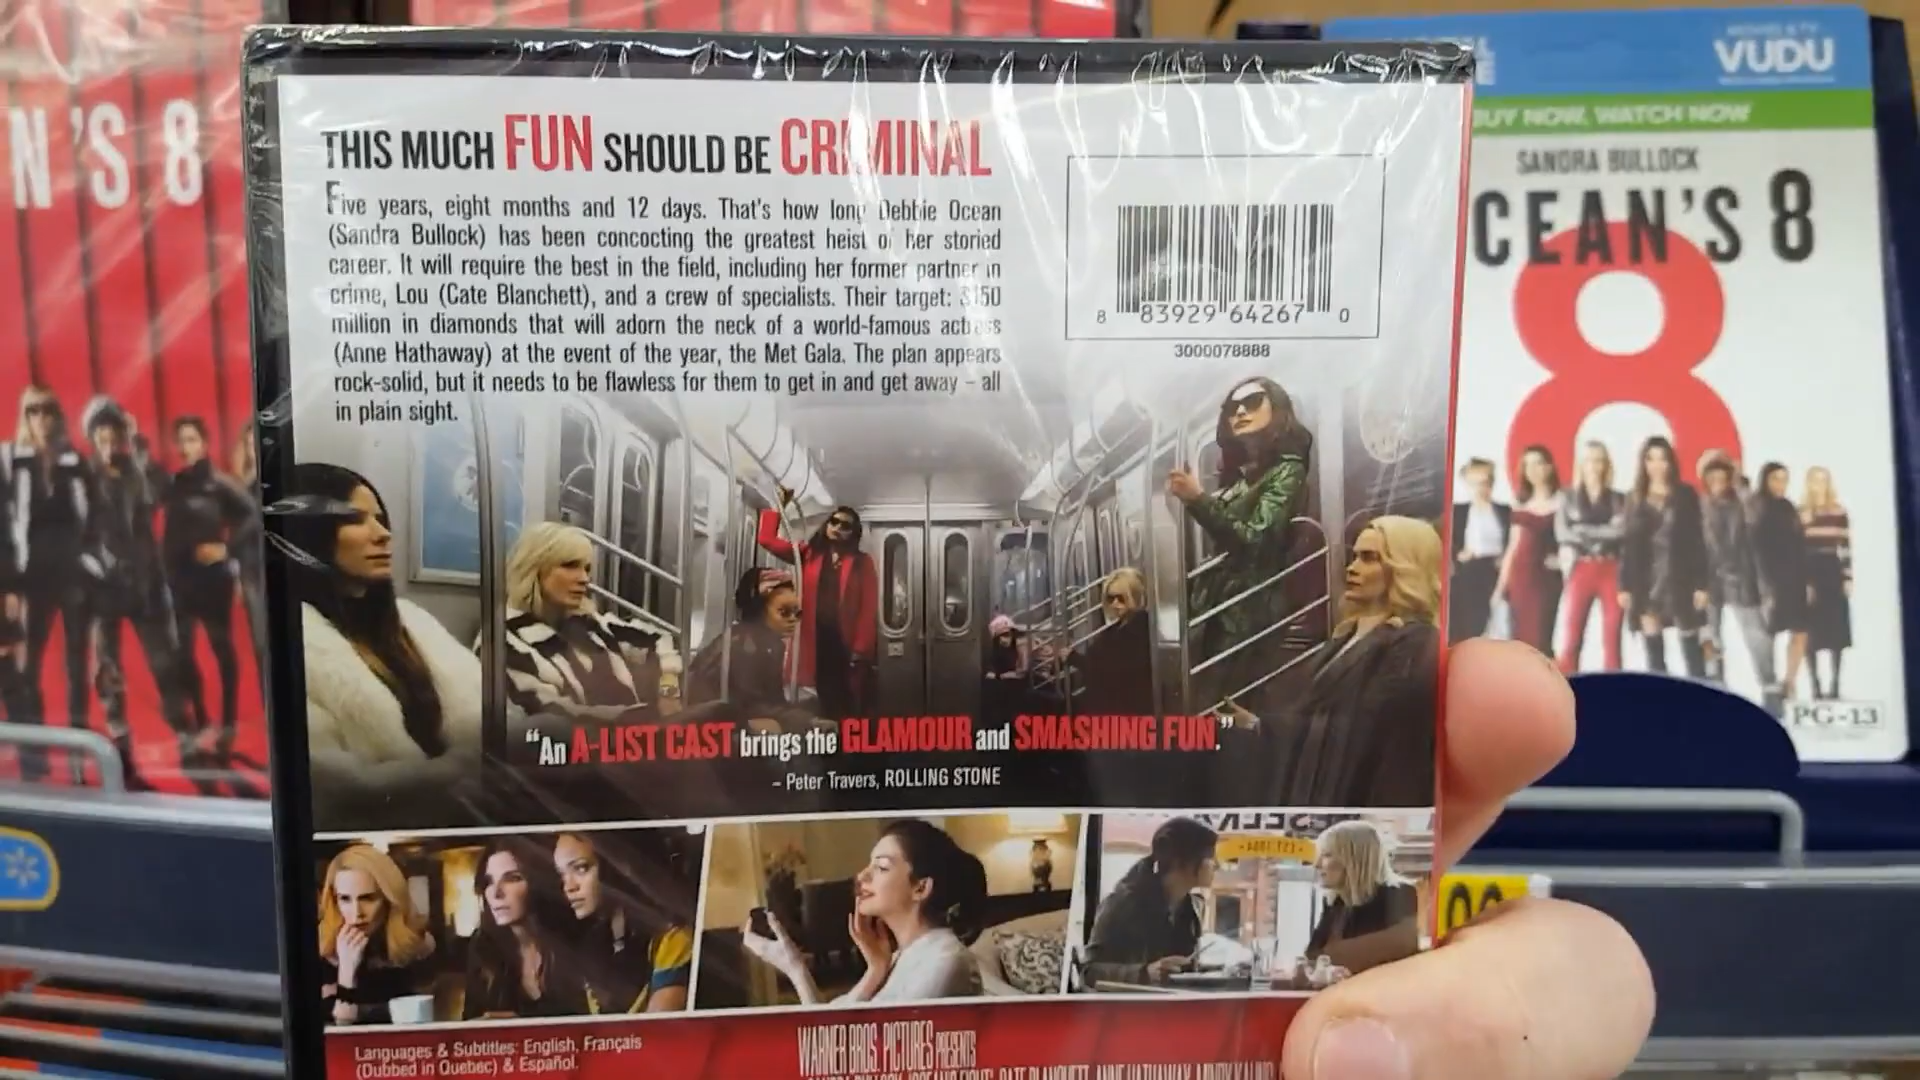 N'S 8
THIS MUCH FUN SHOULD BE CRIMINAL
Five years, eight months and 12 days. That's how long Debbie Ocean
(Sandra Bullock) has been concocting the greatest heist of her storied
career. It will require the best in the field, including her former partner in
crime, Lou (Cate Blanchett), and a crew of specialists. Their target: $150
million in diamonds that will adorn the neck of a world-famous actress
(Anne Hathaway) at the event of the year, the Met Gala. The plan appears
rock-solid, but it needs to be flawless for them to get in and get away – all
in plain sight.
8 83929 64267 0
3000078888
"An A-LIST CAST brings the GLAMOUR and SMASHING FUN."
– Peter Travers, ROLLING STONE
Languages & Subtitles: English, Français
(Dubbed in Quebec) & Español.
WARNER BROS. PICTURES PRESENTS
MOVIES & TV
VUDU
BUY NOW, WATCH NOW
SANDRA BULLOCK
CEAN'S 8
8
PG-13